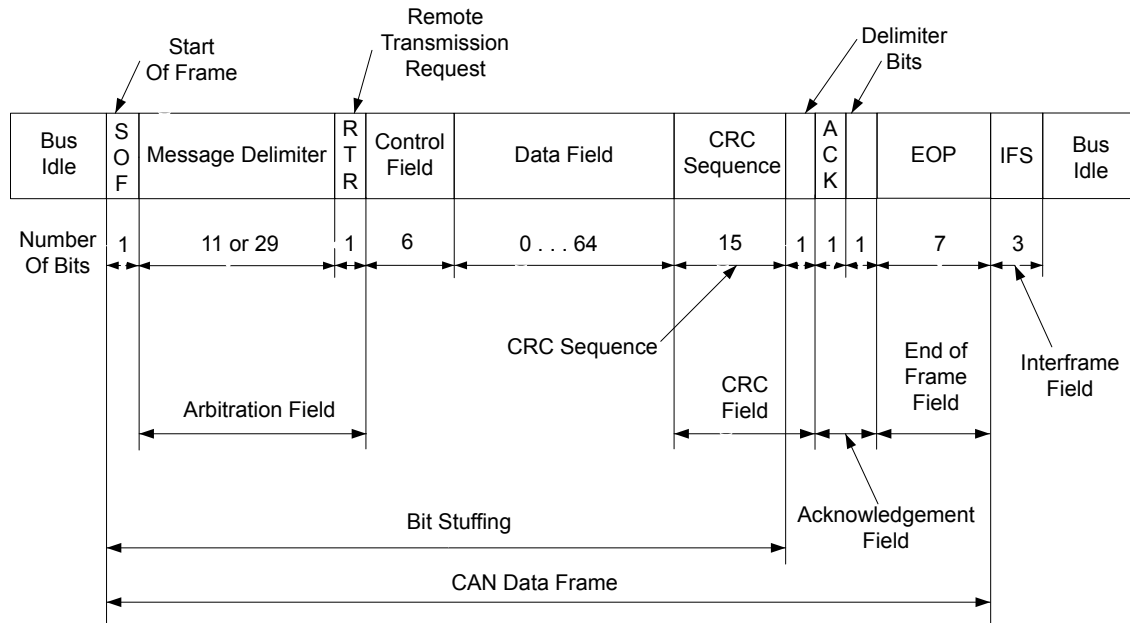 Start
Of Frame
Remote
Transmission
Request
Delimiter
Bits
Bus
Idle
S
O
F
Message Delimiter
R
T
R
Control
Field
Data Field
CRC
Sequence
A
C
K
EOP
IFS
Bus
Idle
Number
Of Bits
1
11 or 29
1
6
0 . . . 64
15
1
1
1
7
3
CRC Sequence
Arbitration Field
CRC
Field
End of
Frame
Field
Interframe
Field
Bit Stuffing
Acknowledgement
Field
CAN Data Frame